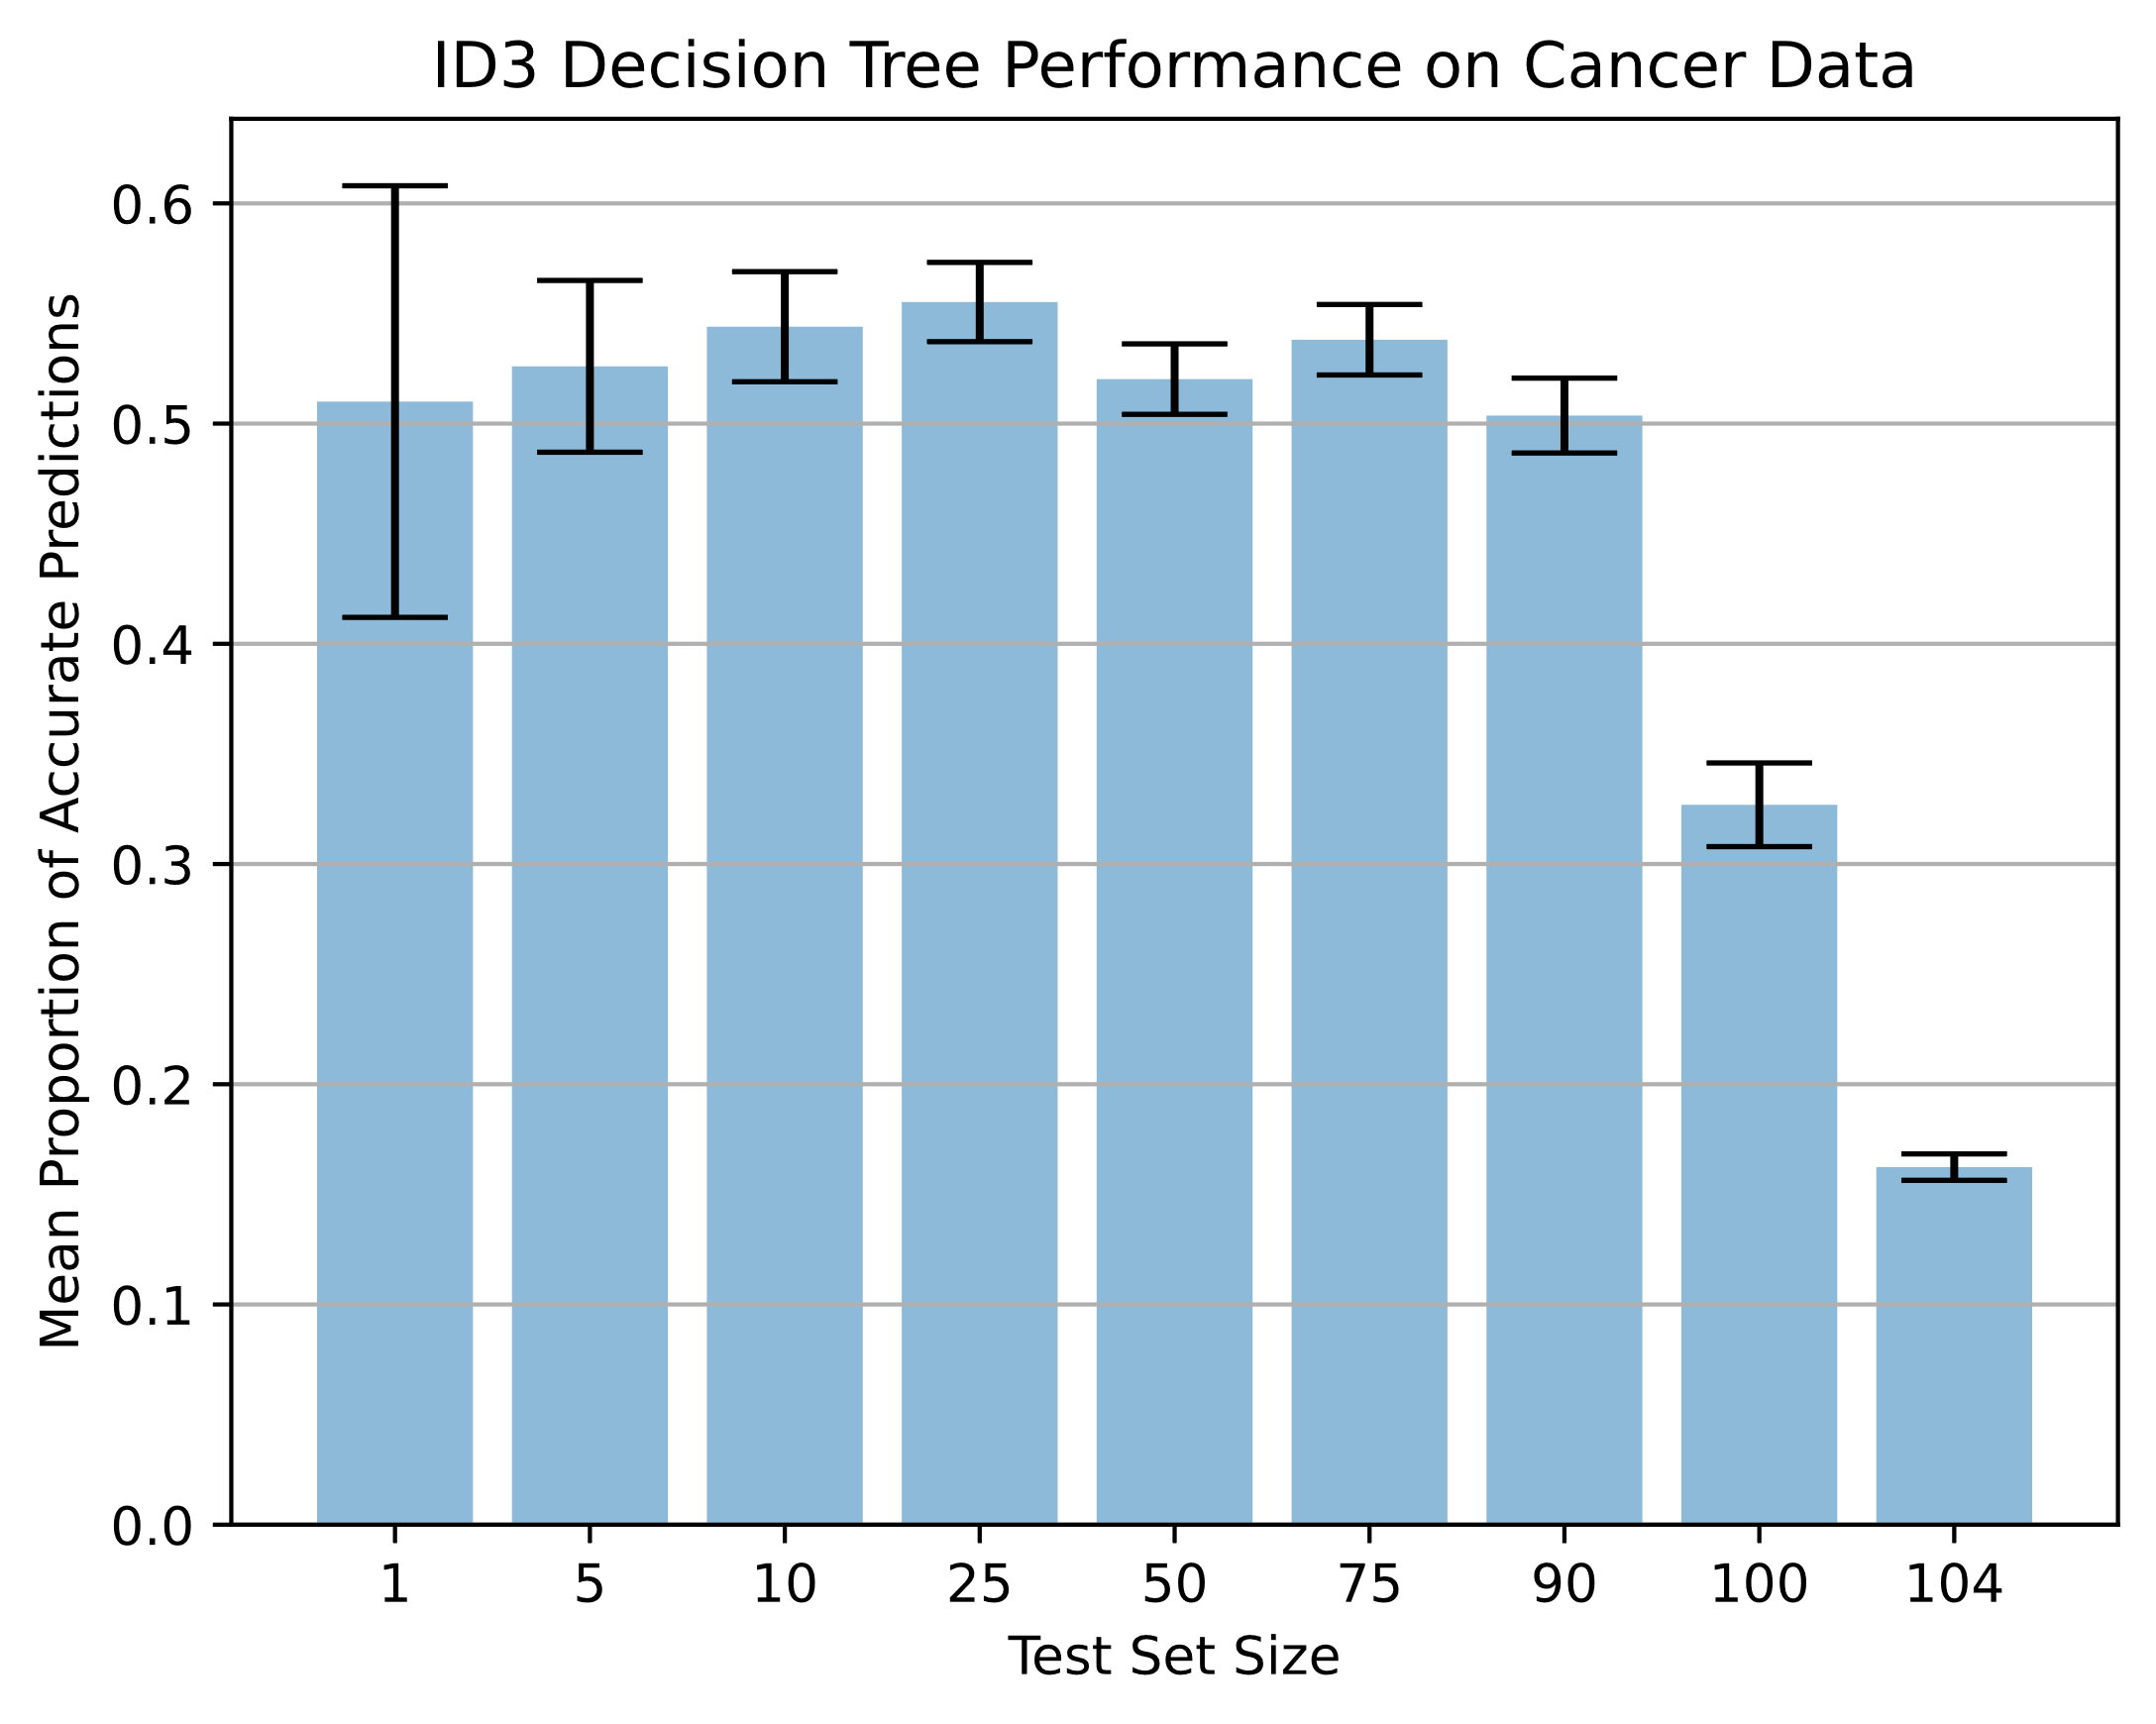 ID3 Decision Tree Performance on Cancer Data
Mean Proportion of Accurate Predictions
0.6
0.5
0.4
0.3
0.2
0.1
0.0
1 5 10 25 50 75 90 100 104
Test Set Size